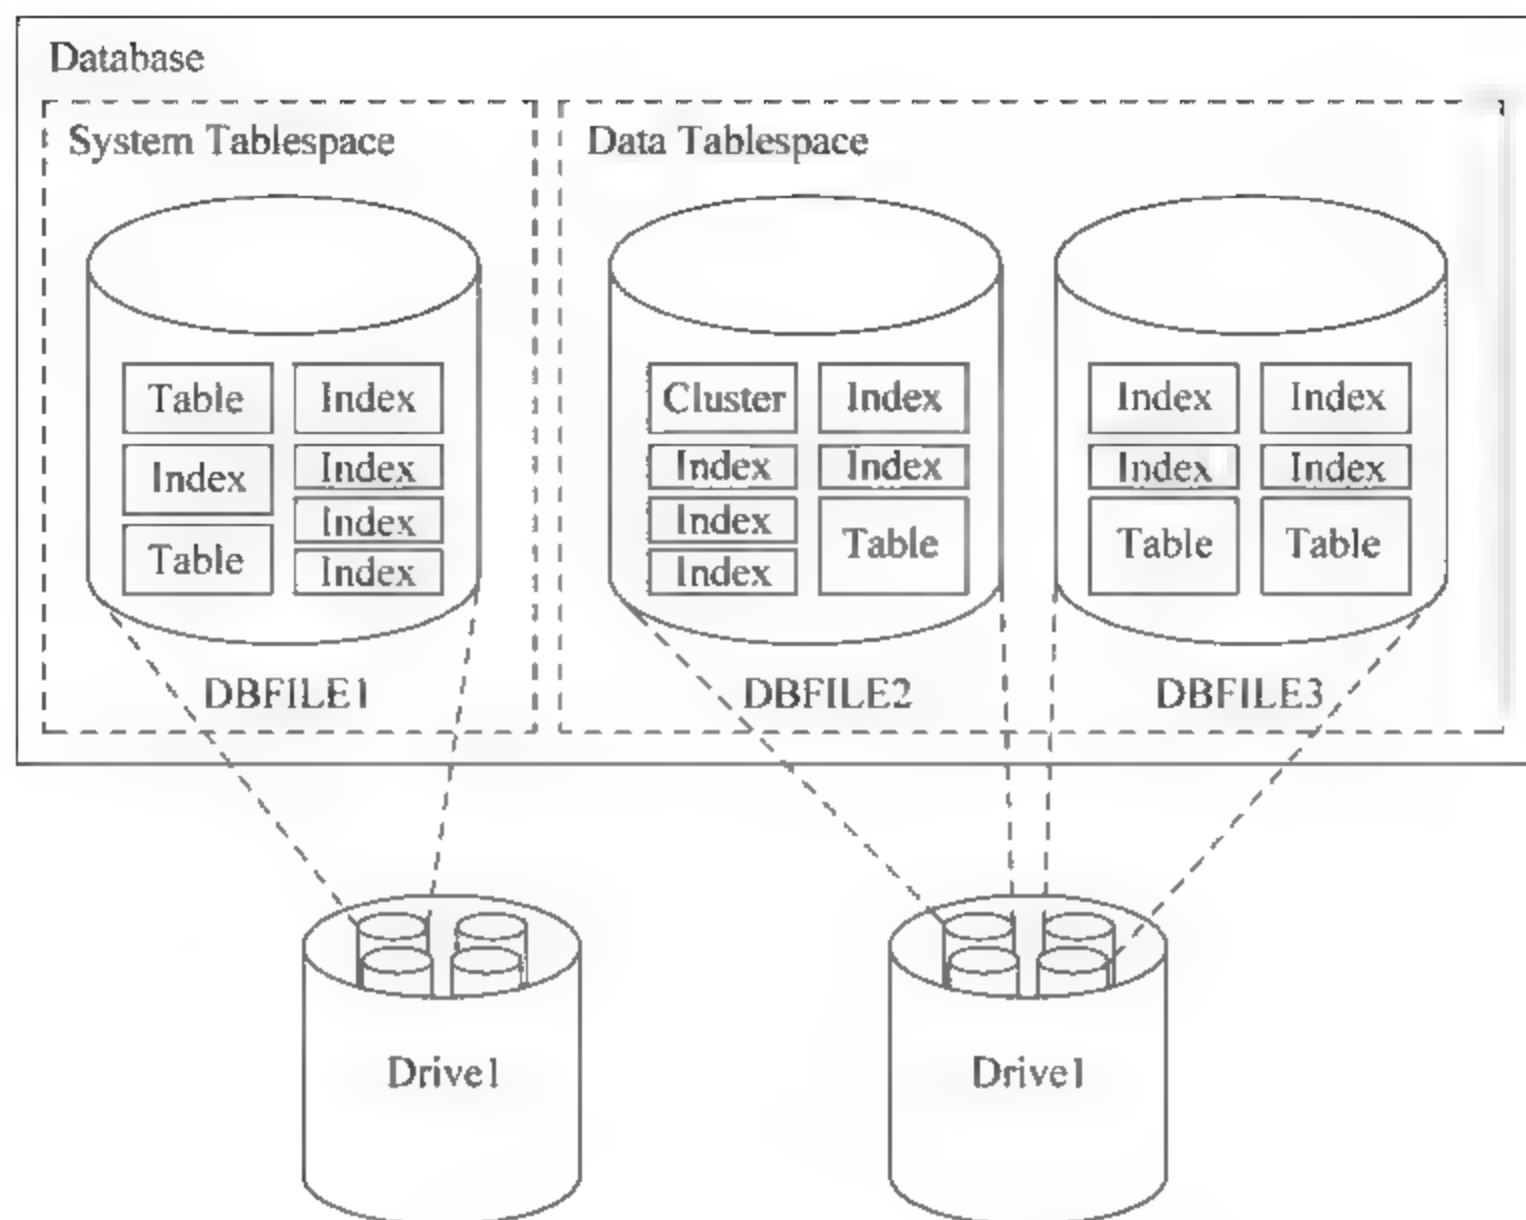 Database
System Tablespace
Data Tablespace
Table
Index
Index
Index
Table
Index
Index
Index
DBFILE1
Cluster
Index
Index
Index
Index
Index
Index
Table
DBFILE2
Index
Index
Index
Index
Table
Table
DBFILE3
Drive1
Drive1